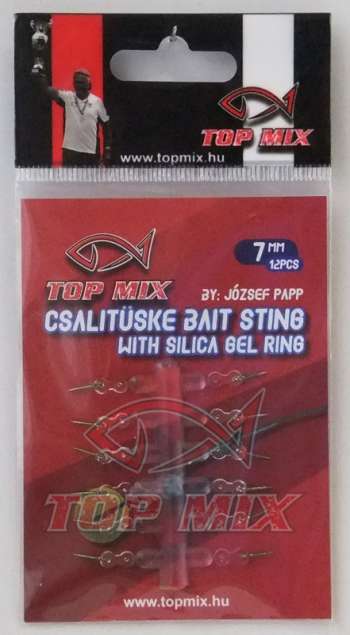 TOP MIX
www.topmix.hu
7 MM
12PCS
TOP MIX
BY: JÓZSEF PAPP
CSALITÜSKE BAIT STING
WITH SILICA GEL RING
TOP MIX
www.topmix.hu